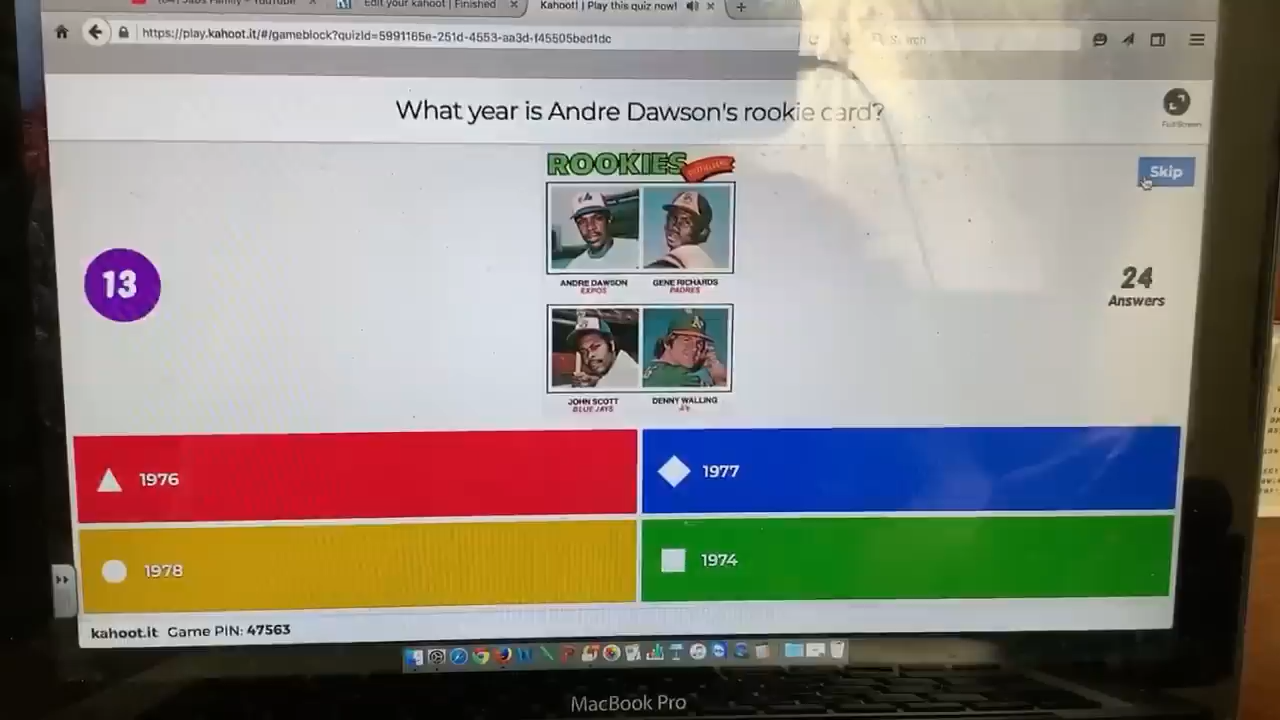 Edit your kahoot | Finished
Kahoot! | Play this quiz now!
https://play.kahoot.it/#/gameblock?quizId=5991165e-251d-4553-aa3d-f45505bed1dc
What year is Andre Dawson's rookie card?
Full Screen
ROOKIES
Skip
13
24
Answers
ANDRE DAWSON
EXPOS
GENE RICHARDS
PADRES
JOHN SCOTT
BLUE JAYS
DENNY WALLING
A's
1976
1977
1978
1974
kahoot.it Game PIN: 47563
MacBook Pro